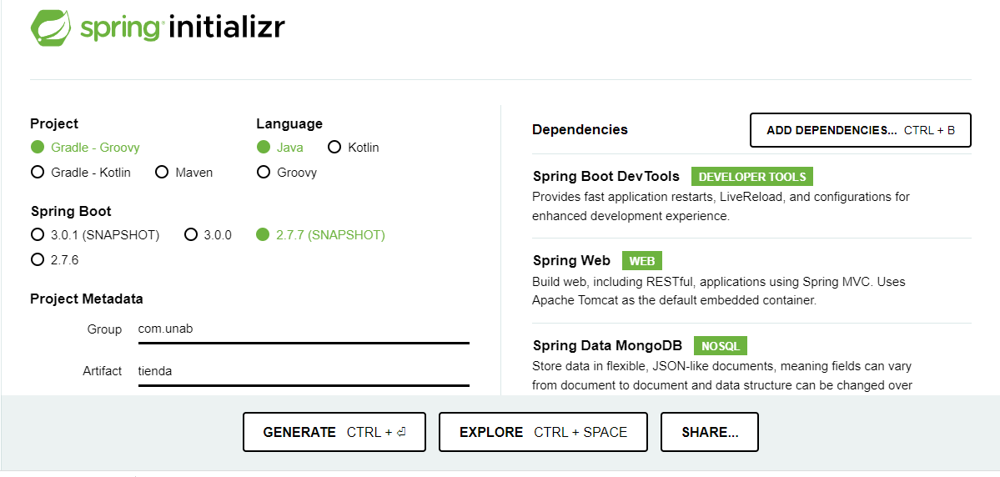 spring initializr
Project
Gradle - Groovy
Gradle - Kotlin Maven
Language
Java Kotlin
Groovy
Spring Boot
3.0.1 (SNAPSHOT) 3.0.0 2.7.7 (SNAPSHOT)
2.7.6
Project Metadata
Group com.unab
Artifact tienda
Dependencies
ADD DEPENDENCIES... CTRL + B
Spring Boot DevTools DEVELOPER TOOLS
Provides fast application restarts, LiveReload, and configurations for
enhanced development experience.
Spring Web WEB
Build web, including RESTful, applications using Spring MVC. Uses
Apache Tomcat as the default embedded container.
Spring Data MongoDB NOSQL
Store data in flexible, JSON-like documents, meaning fields can vary
from document to document and data structure can be changed over
GENERATE CTRL + ⏎
EXPLORE CTRL + SPACE
SHARE...